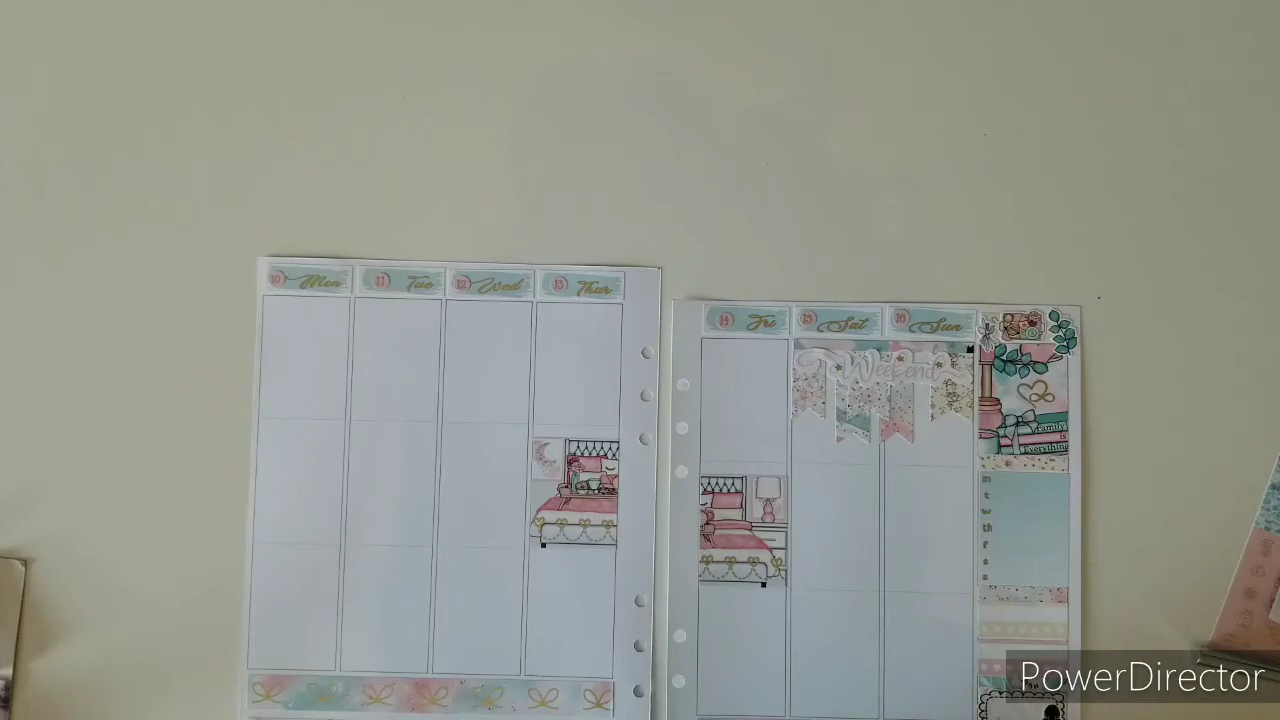 10 Mon
11 Tue
12 Wed
13 Thur
14 Fri
15 Sat
16 Sun
Weekend
Family
is
Everything
m
t
w
th
f
s
s
PowerDirector